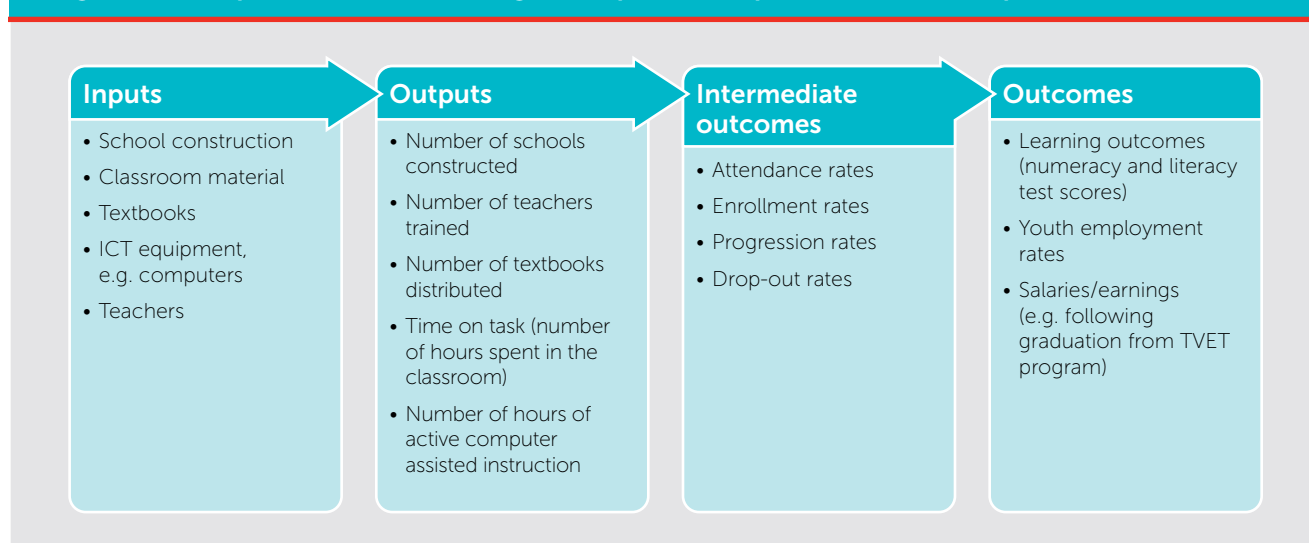 Inputs
• School construction
• Classroom material
• Textbooks
• ICT equipment,
e.g. computers
• Teachers
Outputs
• Number of schools
constructed
• Number of teachers
trained
• Number of textbooks
distributed
• Time on task (number
of hours spent in the
classroom)
• Number of hours of
active computer
assisted instruction
Intermediate
outcomes
• Attendance rates
• Enrollment rates
• Progression rates
• Drop-out rates
Outcomes
• Learning outcomes
(numeracy and literacy
test scores)
• Youth employment
rates
• Salaries/earnings
(e.g. following
graduation from TVET
program)